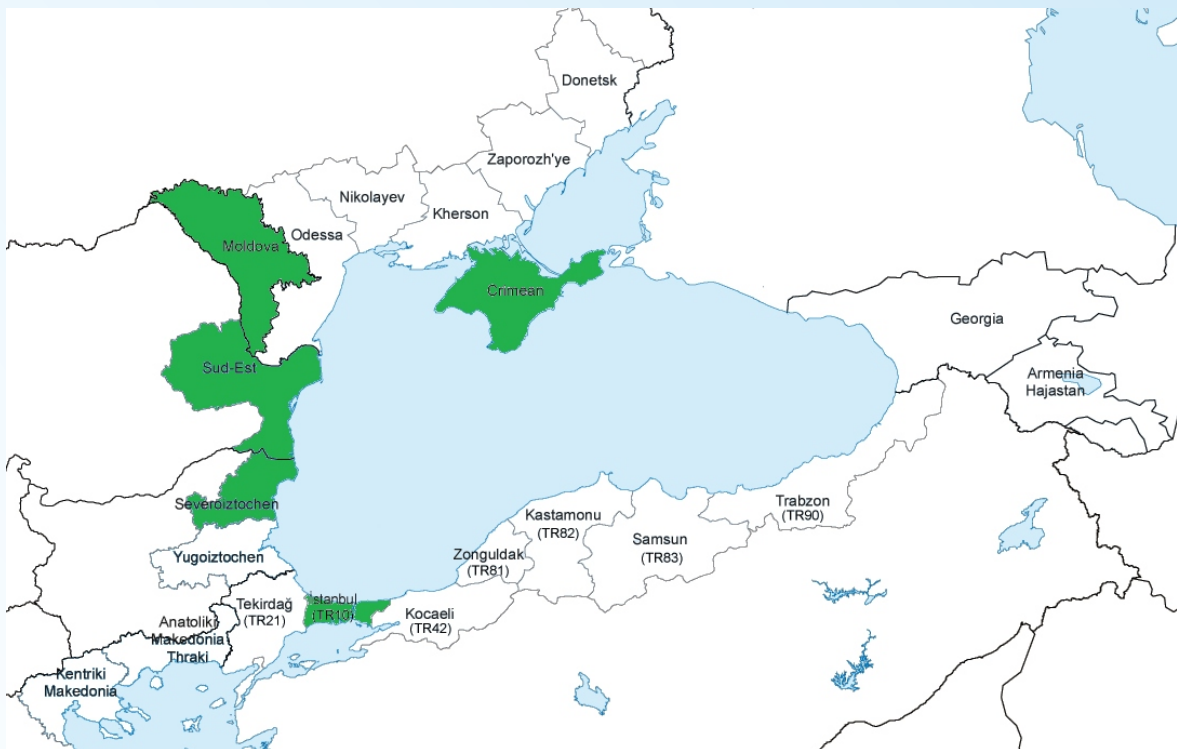 Donetsk
Zaporozh'ye
Nikolayev
Kherson
Odessa
Moldova
Crimean
Georgia
Sud-Est
Armenia
Hajastan
Severoiztochen
Trabzon
(TR90)
Kastamonu
(TR82)
Samsun
(TR83)
Zonguldak
(TR81)
Yugoiztochen
İstanbul
(TR10)
Tekirdağ
(TR21)
Kocaeli
(TR42)
Anatoliki
Makedonia
Thraki
Kentriki
Makedonia